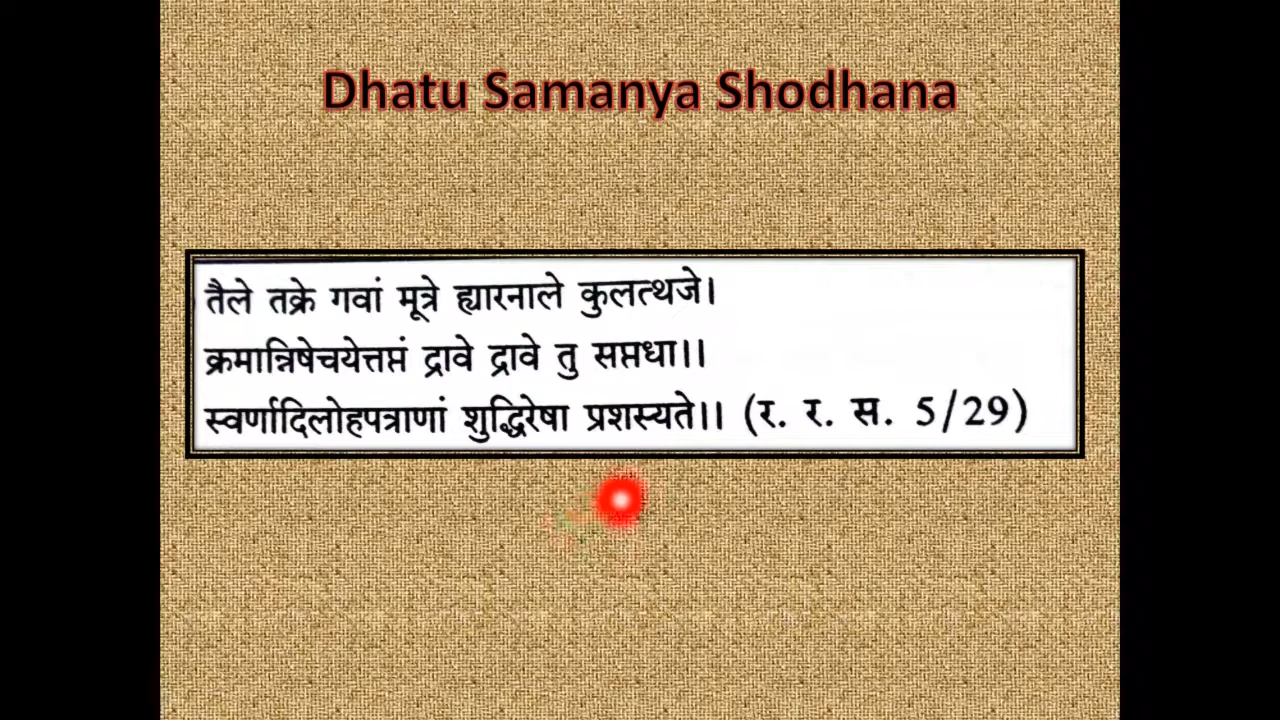 Dhatu Samanya Shodhana
तैले तक्रे गवां मूत्रे ह्यारनाले कुलत्थजे।
क्रमान्निषेचयेत्तप्तं द्रावे द्रावे तु सप्तधा।।
स्वर्णादिलोहपत्राणां शुद्धिरेषा प्रशस्यते।। (र. र. स. 5/29)